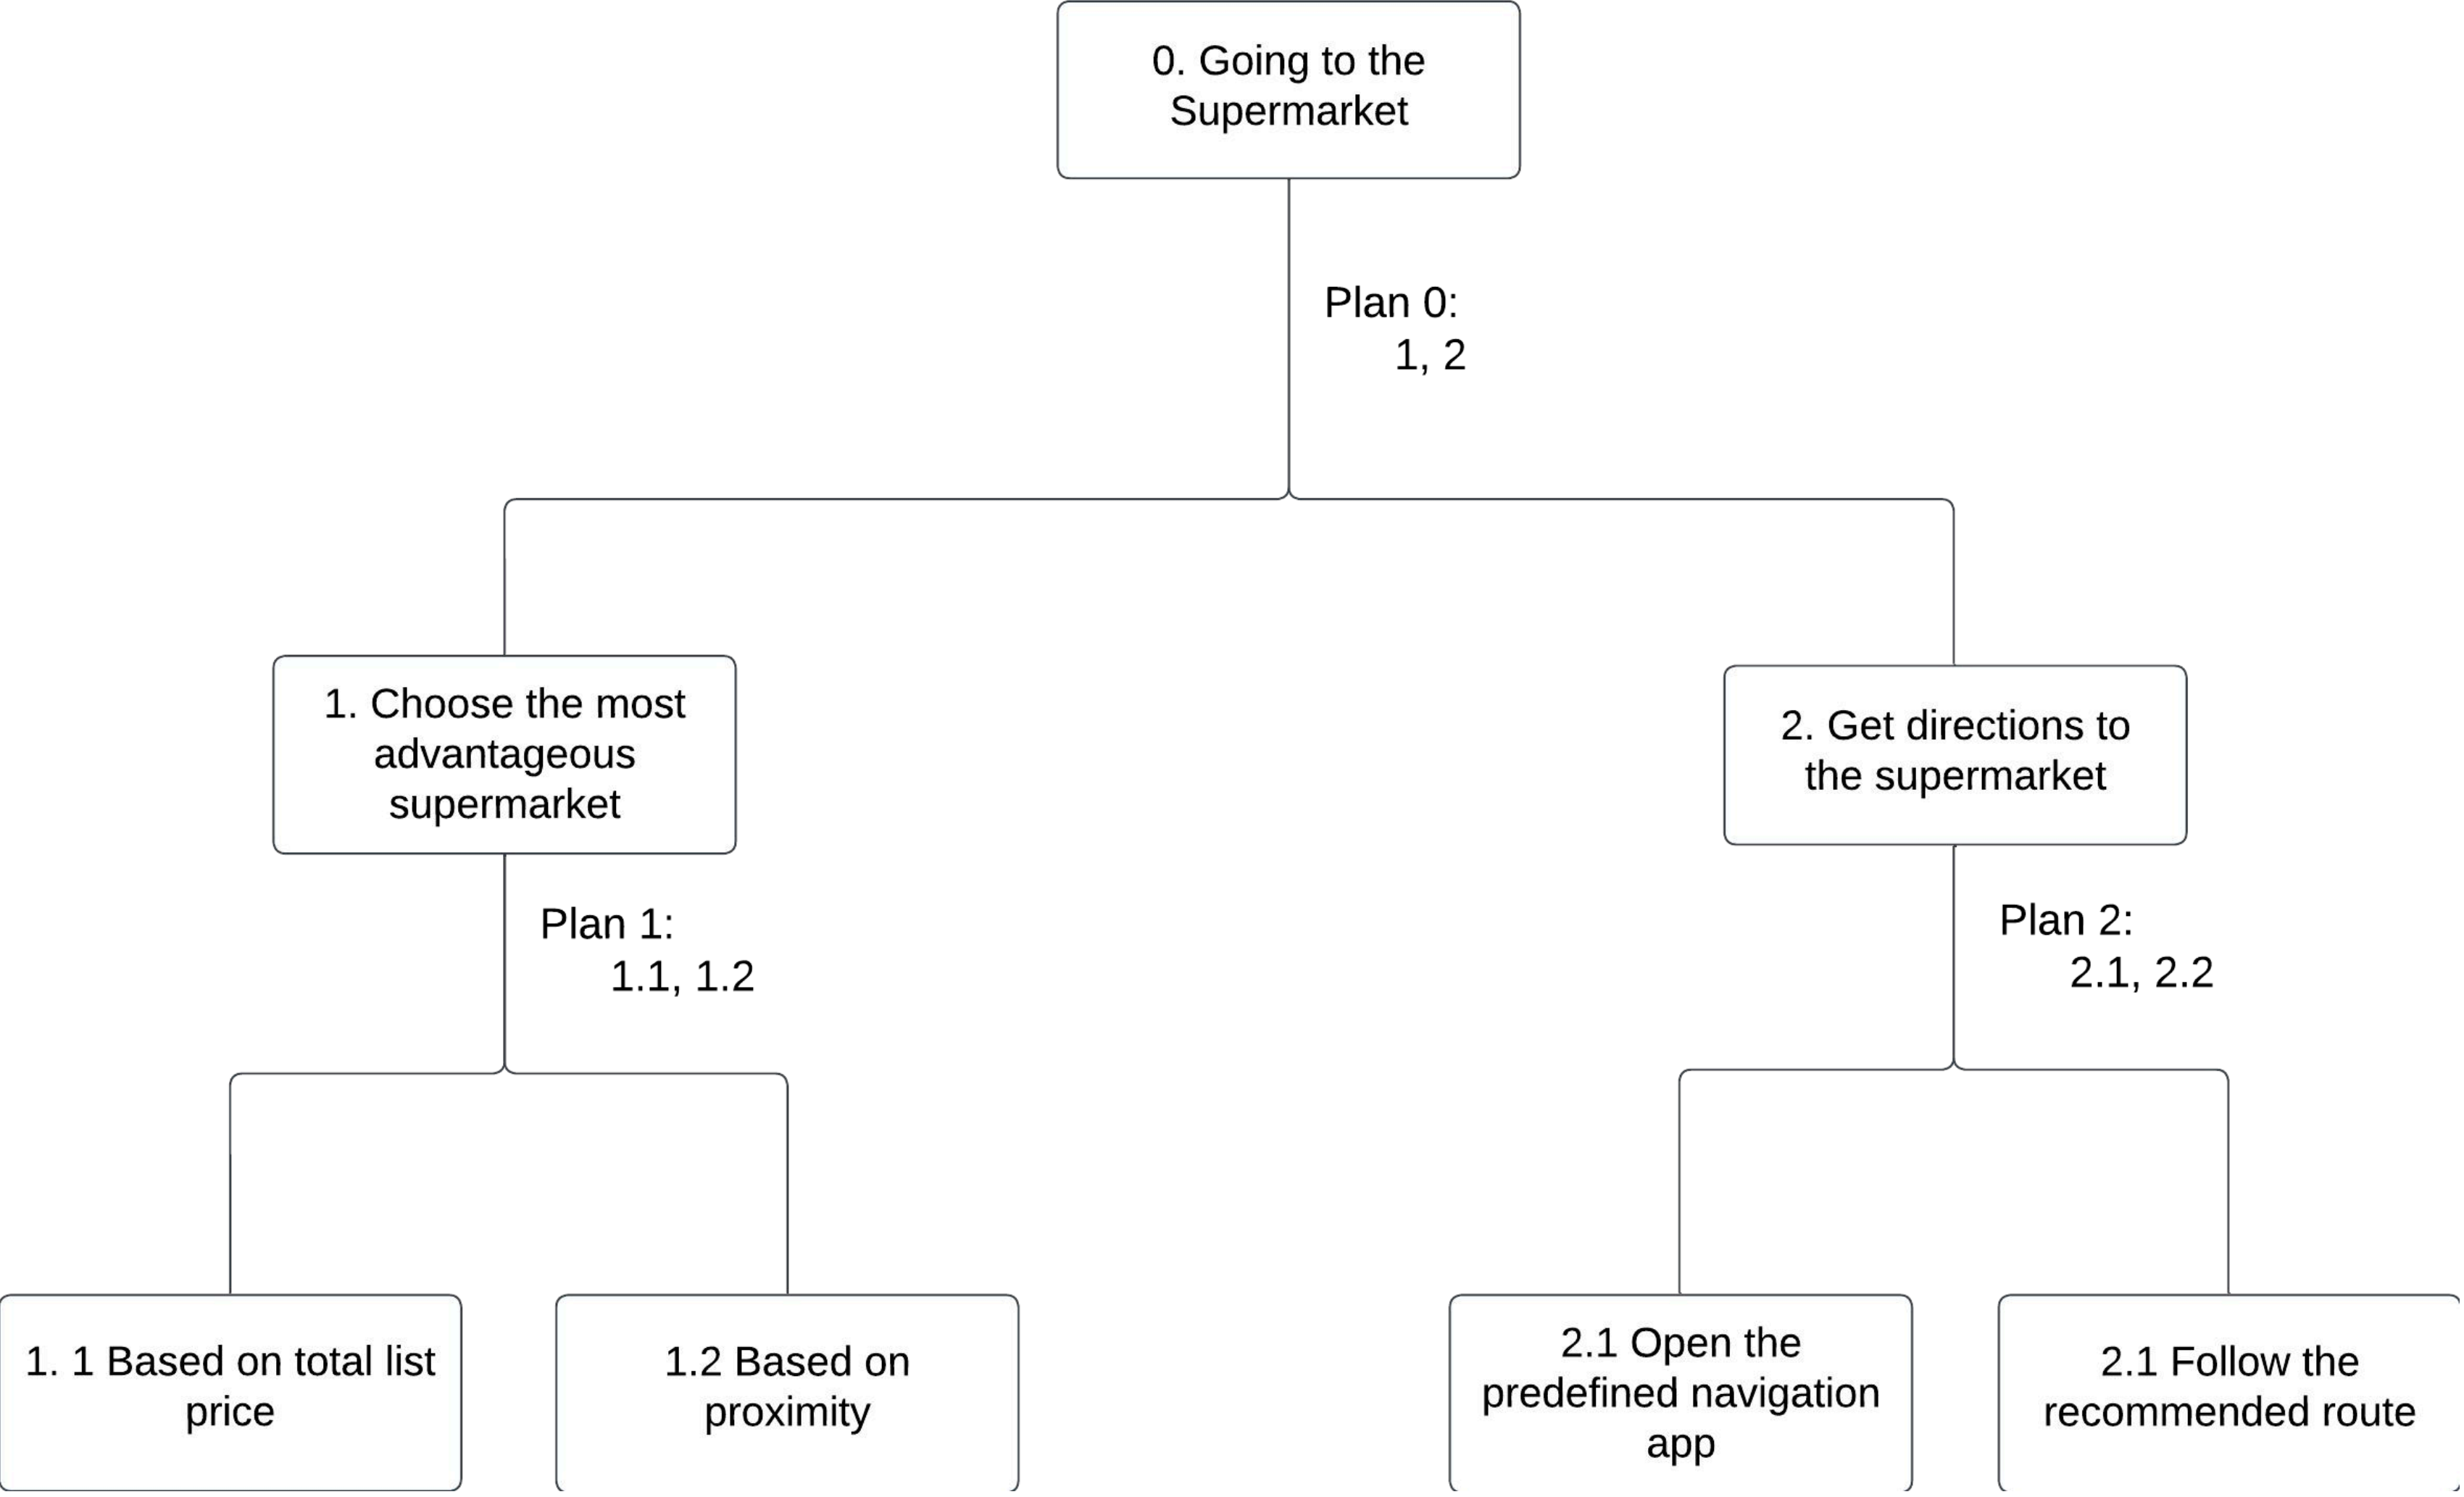 0. Going to the
Supermarket
Plan 0:
1, 2
1. Choose the most
advantageous
supermarket
2. Get directions to
the supermarket
Plan 1:
1.1, 1.2
Plan 2:
2.1, 2.2
1. 1 Based on total list
price
1.2 Based on
proximity
2.1 Open the
predefined navigation
app
2.1 Follow the
recommended route